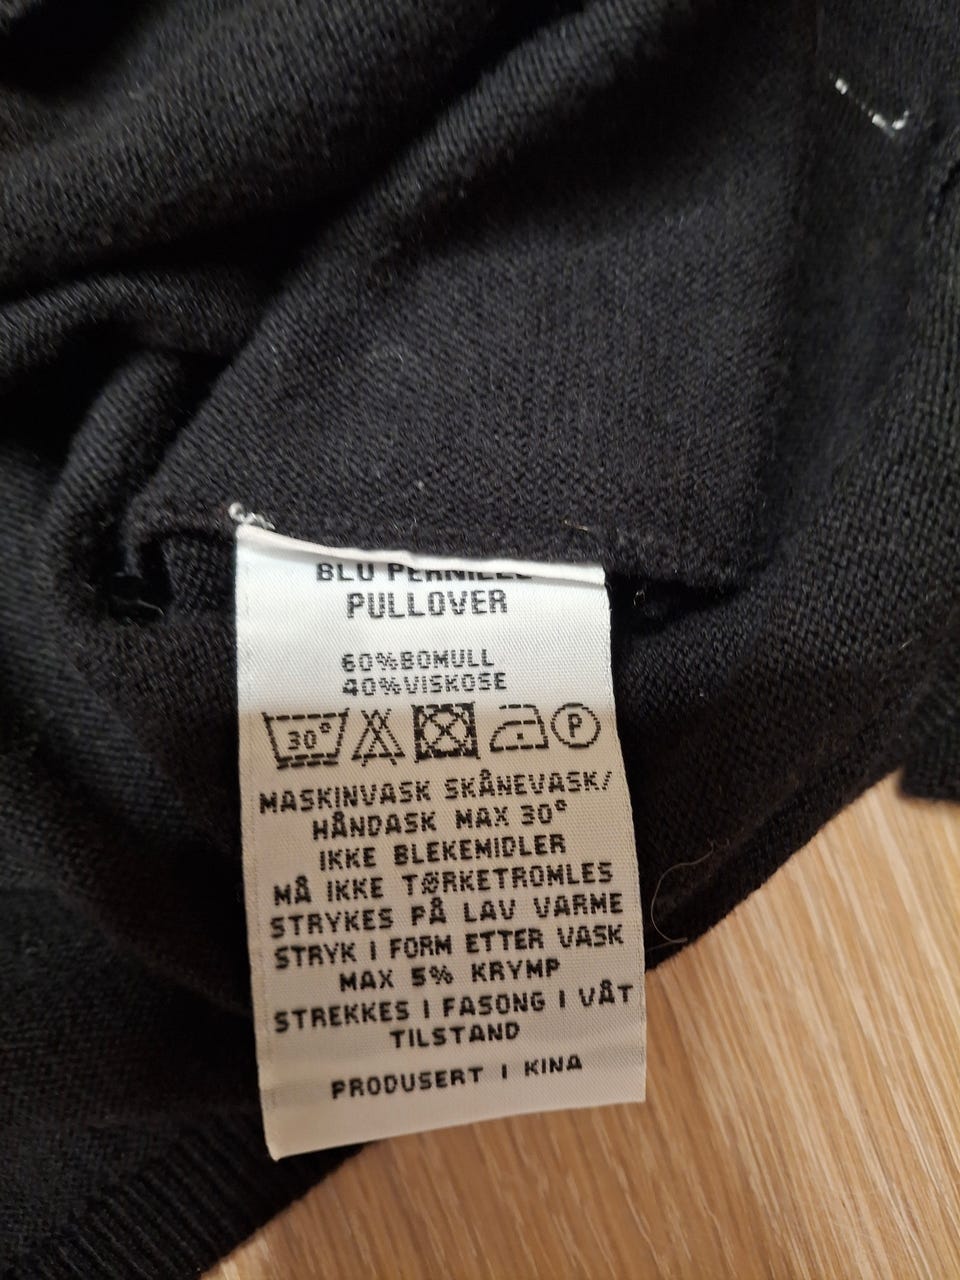 BLU PERNILLE
PULLOVER
60%BOMULL
40%VISKOSE
30° P
MASKINVASK SKÅNEVASK/
HÅNDASK MAX 30°
IKKE BLEKEMIDLER
MÅ IKKE TØRKETROMLES
STRYKES PÅ LAV VARME
STRYK I FORM ETTER VASK
MAX 5% KRYMP
STREKKES I FASONG I VÅT
TILSTAND
PRODUSERT I KINA